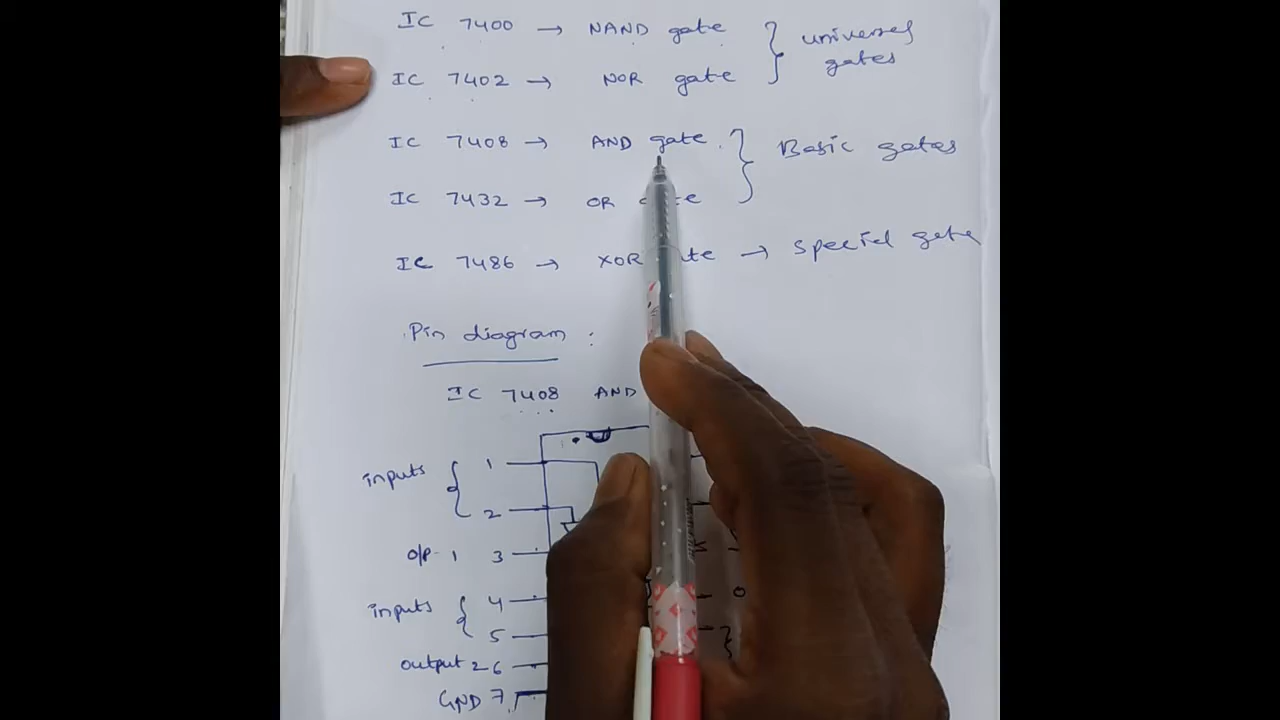 IC 7400 → NAND gate } universal gates
IC 7402 → NOR gate
IC 7408 → AND gate. } Basic gates
IC 7432 → OR
IC 7486 → XOR → special gate
Pin diagram :
IC 7408 AND
inputs { 1
2
O/P 1 3
inputs { 4
5
output 2 6
GND 7